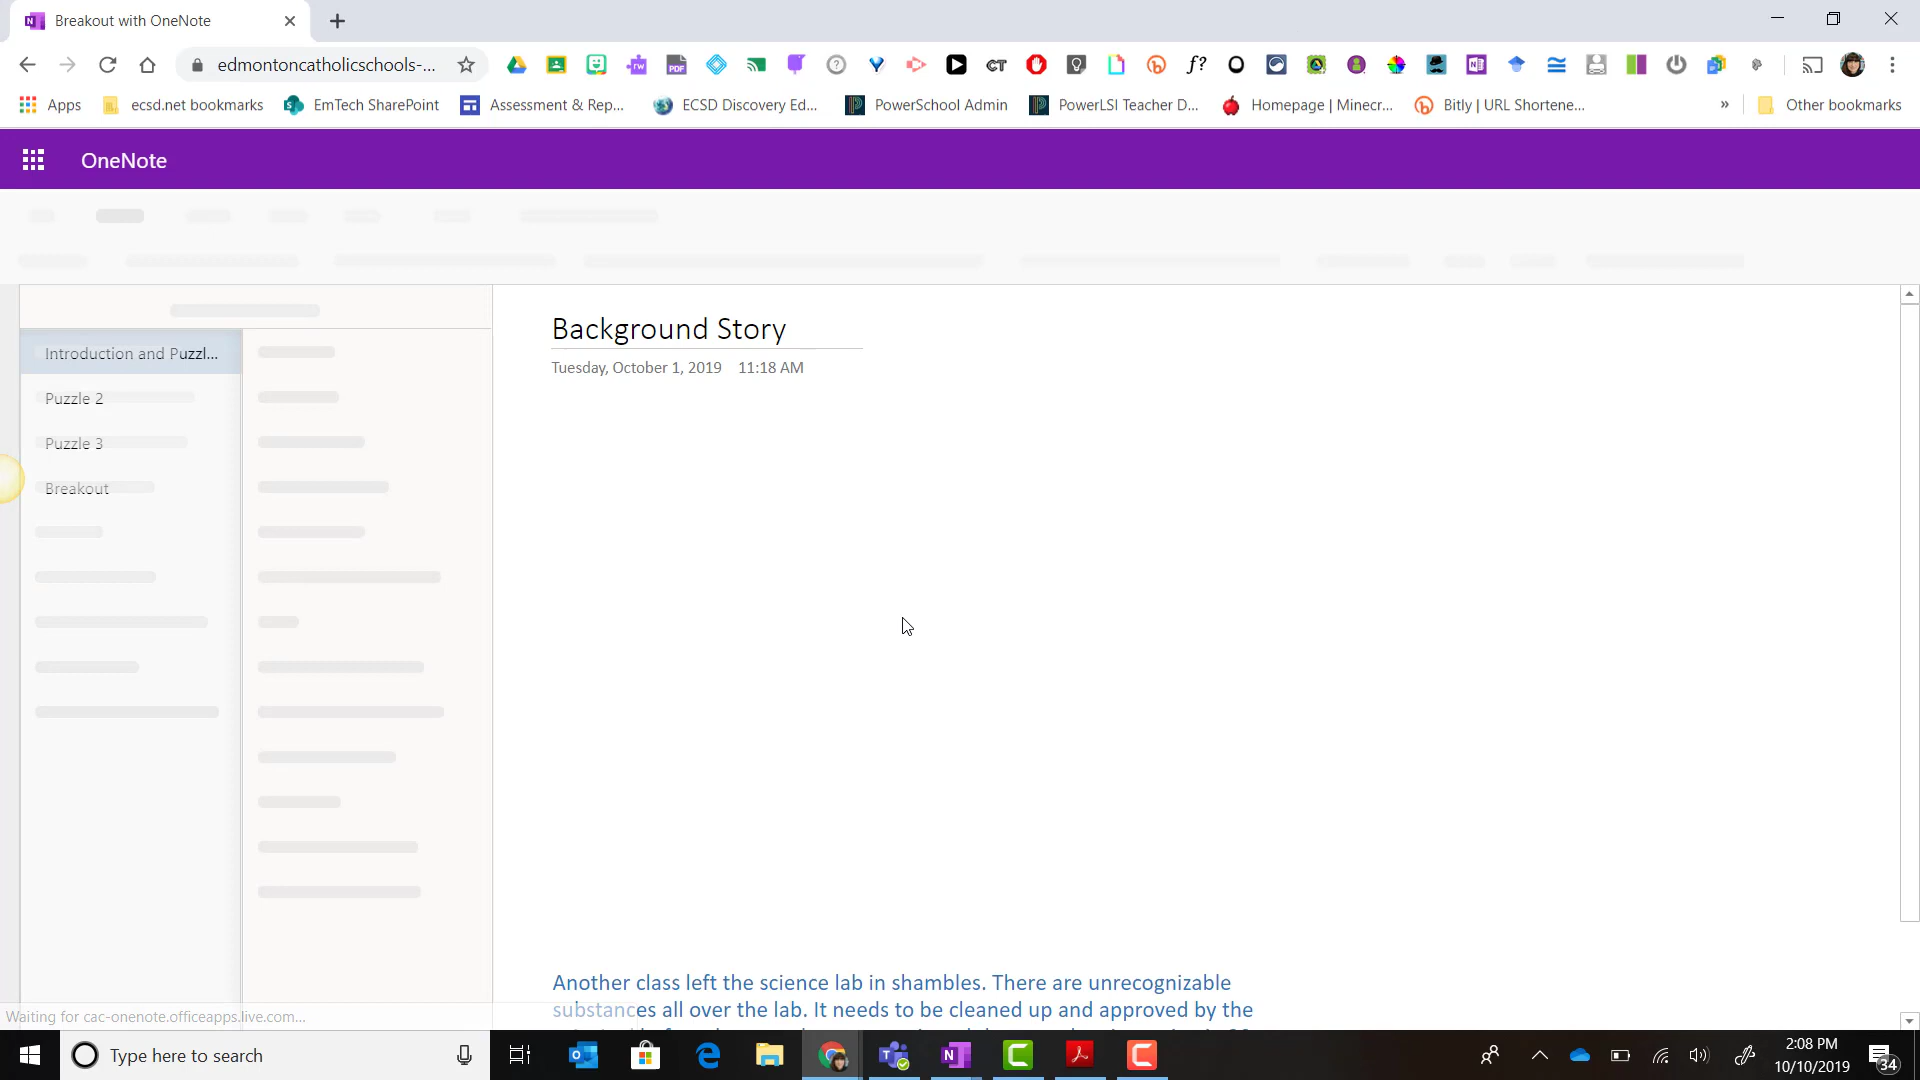 Breakout with OneNote
edmontoncatholicschools-...
CT
f?
Apps
ecsd.net bookmarks
EmTech SharePoint
Assessment & Rep...
ECSD Discovery Ed...
PowerSchool Admin
PowerLSI Teacher D...
Homepage | Minecr...
Bitly | URL Shortene...
»
Other bookmarks
OneNote
Introduction and Puzzl...
Puzzle 2
Puzzle 3
Breakout
Background Story
Tuesday, October 1, 2019 11:18 AM
Another class left the science lab in shambles. There are unrecognizable
substances all over the lab. It needs to be cleaned up and approved by the
Waiting for cac-onenote.officeapps.live.com...
Type here to search
2:08 PM
10/10/2019
34